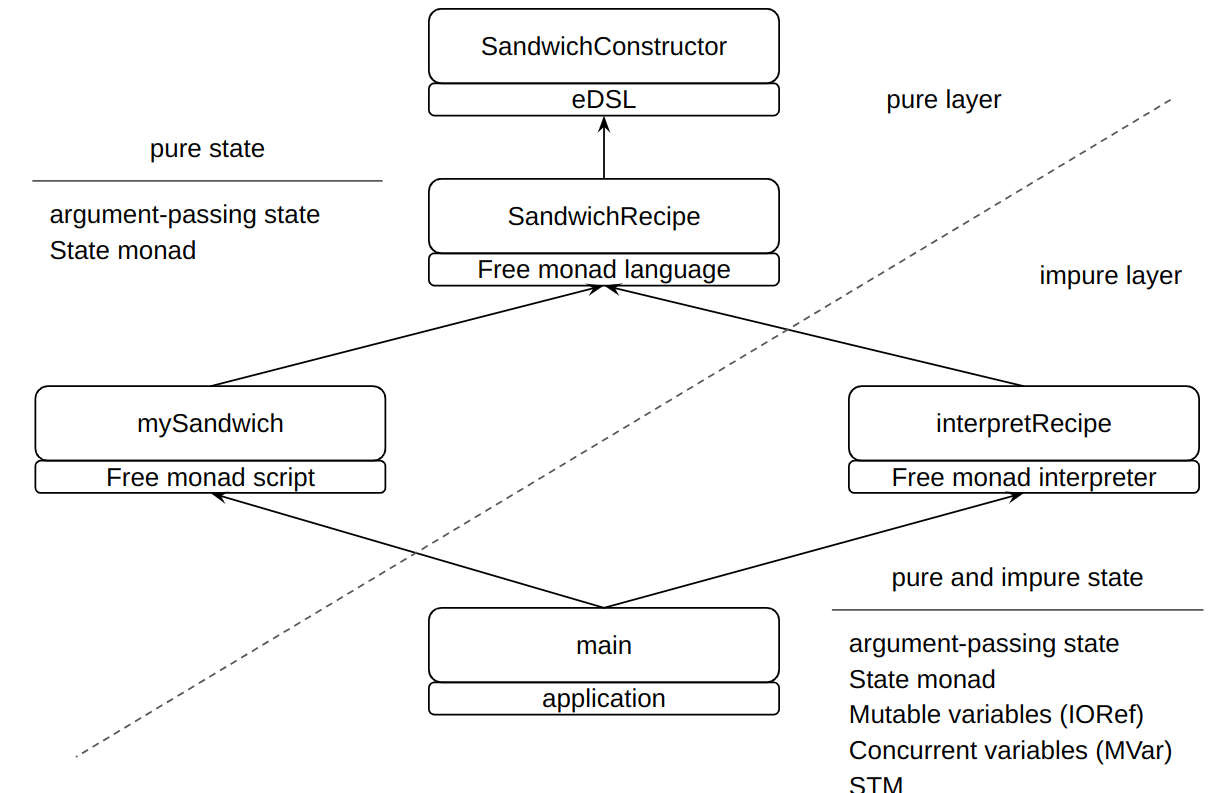 SandwichConstructor
eDSL
pure layer
pure state
argument-passing state
State monad
SandwichRecipe
Free monad language
impure layer
mySandwich
Free monad script
interpretRecipe
Free monad interpreter
main
application
pure and impure state
argument-passing state
State monad
Mutable variables (IORef)
Concurrent variables (MVar)
STM